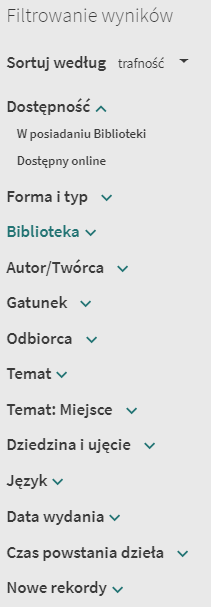 Filtrowanie wyników
Sortuj według trafność
Dostępność
W posiadaniu Biblioteki
Dostępny online
Forma i typ
Biblioteka
Autor/Twórca
Gatunek
Odbiorca
Temat
Temat: Miejsce
Dziedzina i ujęcie
Język
Data wydania
Czas powstania dzieła
Nowe rekordy